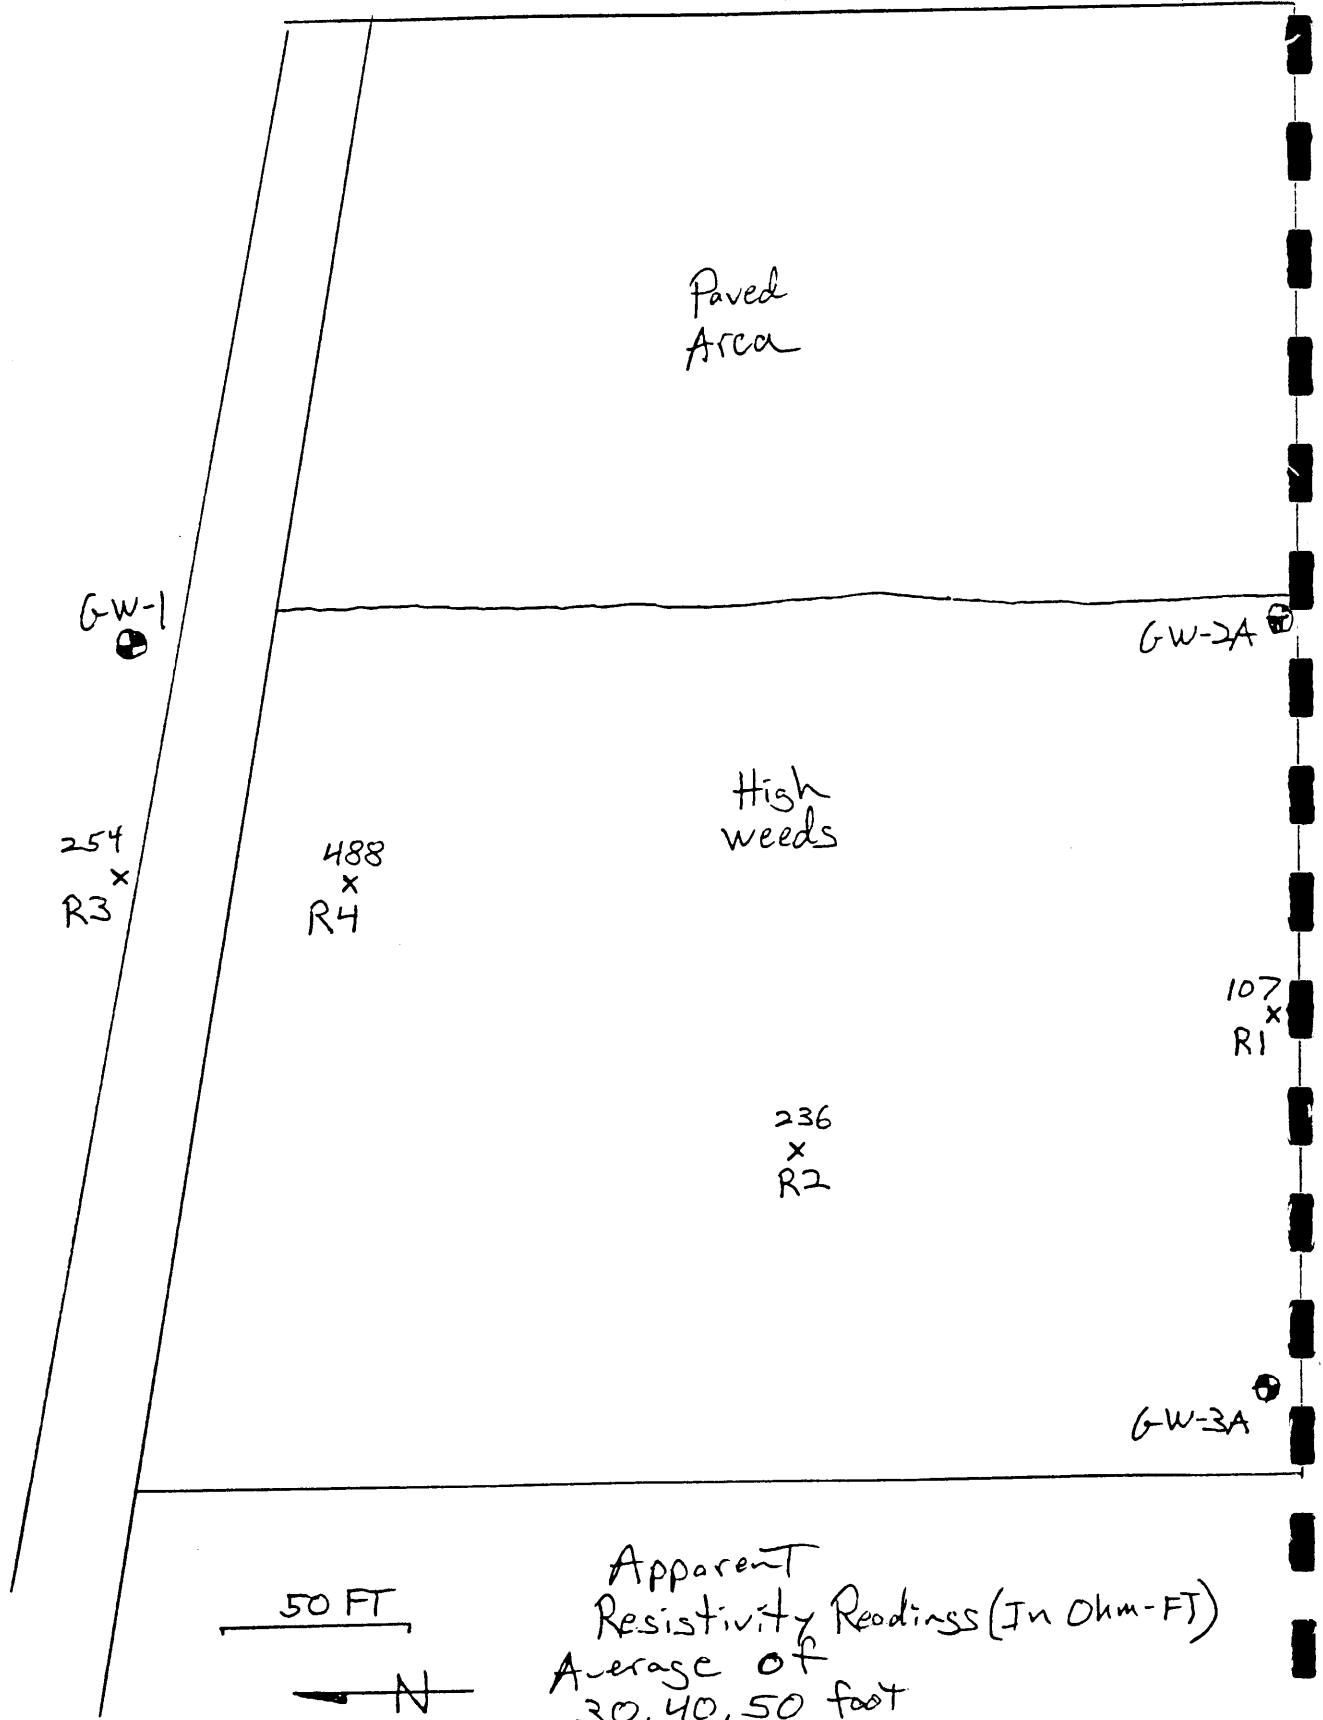 Paved
Area
GW-1
GW-2A
High
weeds
254
R3
488
R4
107
R1
236
R2
GW-3A
50 FT
N
Apparent
Resistivity Readings (In Ohm-FT)
Average of
30, 40, 50 foot